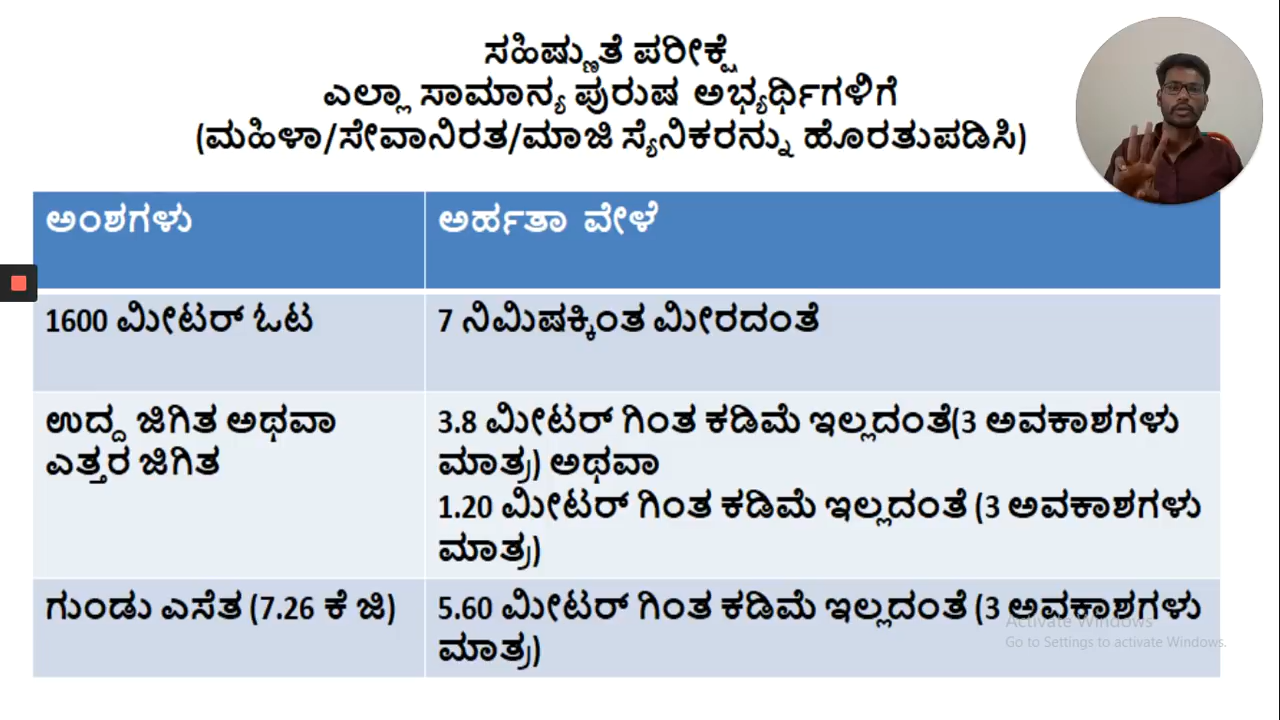 ಸಹಿಷ್ಣುತೆ ಪರೀಕ್ಷೆ
ಎಲ್ಲಾ ಸಾಮಾನ್ಯ ಪುರುಷ ಅಭ್ಯರ್ಥಿಗಳಿಗೆ
(ಮಹಿಳಾ/ಸೇವಾನಿರತ/ಮಾಜಿ ಸೈನಿಕರನ್ನು ಹೊರತುಪಡಿಸಿ)
ಅಂಶಗಳು
ಅರ್ಹತಾ ವೇಳೆ
1600 ಮೀಟರ್ ಓಟ
7 ನಿಮಿಷಕ್ಕಿಂತ ಮೀರದಂತೆ
ಉದ್ದ ಜಿಗಿತ ಅಥವಾ
ಎತ್ತರ ಜಿಗಿತ
3.8 ಮೀಟರ್ ಗಿಂತ ಕಡಿಮೆ ಇಲ್ಲದಂತೆ(3 ಅವಕಾಶಗಳು
ಮಾತ್ರ) ಅಥವಾ
1.20 ಮೀಟರ್ ಗಿಂತ ಕಡಿಮೆ ಇಲ್ಲದಂತೆ (3 ಅವಕಾಶಗಳು
ಮಾತ್ರ)
ಗುಂಡು ಎಸೆತ (7.26 ಕೆ ಜಿ)
5.60 ಮೀಟರ್ ಗಿಂತ ಕಡಿಮೆ ಇಲ್ಲದಂತೆ (3 ಅವಕಾಶಗಳು
ಮಾತ್ರ)
Activate Windows
Go to Settings to activate Windows.